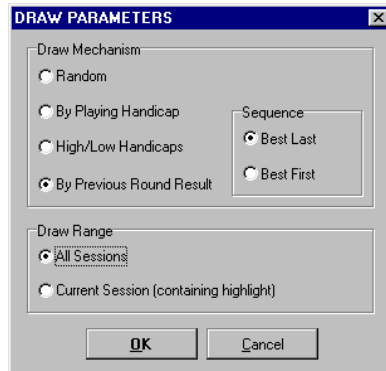 DRAW PARAMETERS
Draw Mechanism
Random
By Playing Handicap
High/Low Handicaps
By Previous Round Result
Sequence
Best Last
Best First
Draw Range
All Sessions
Current Session (containing highlight)
OK
Cancel